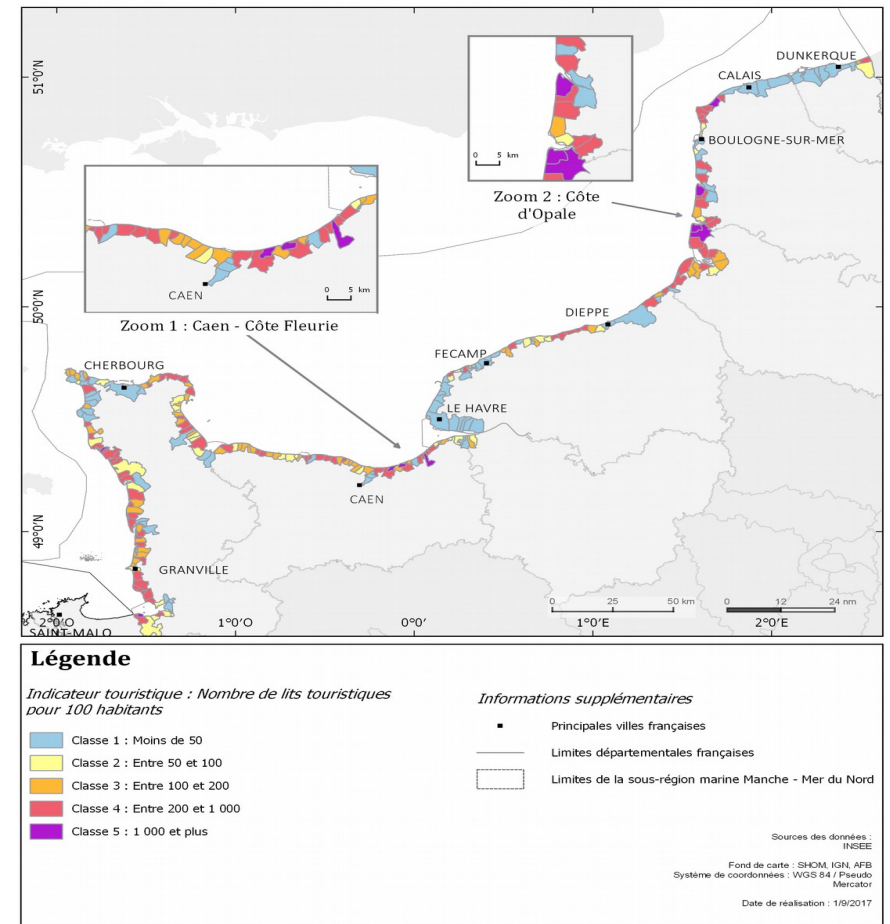 51°0'N
50°0'N
49°0'N
DUNKERQUE
CALAIS
BOULOGNE-SUR-MER
0 5 km
Zoom 2 : Côte
d'Opale
CAEN
0 5 km
Zoom 1 : Caen - Côte Fleurie
DIEPPE
FECAMP
CHERBOURG
LE HAVRE
CAEN
GRANVILLE
SAINT-MALO
0 25 50 km
0 12 24 nm
2°0'O
1°0'O
0°0'
1°0'E
2°0'E
Légende
Indicateur touristique : Nombre de lits touristiques
pour 100 habitants
Classe 1 : Moins de 50
Classe 2 : Entre 50 et 100
Classe 3 : Entre 100 et 200
Classe 4 : Entre 200 et 1 000
Classe 5 : 1 000 et plus
Informations supplémentaires
Principales villes françaises
Limites départementales françaises
Limites de la sous-région marine Manche - Mer du Nord
Sources des données :
INSEE
Fond de carte : SHOM, IGN, AFB
Système de coordonnées : WGS 84 / Pseudo
Mercator
Date de réalisation : 1/9/2017